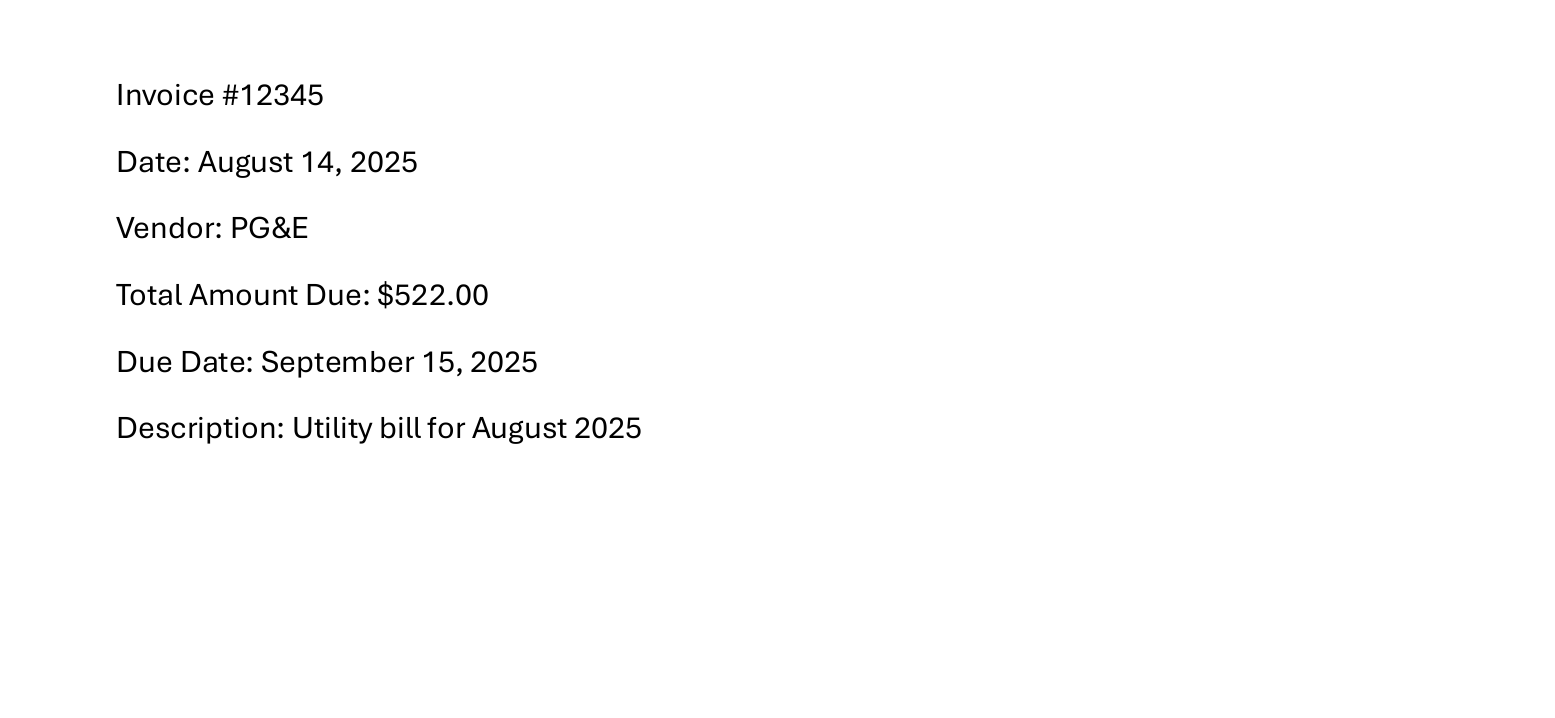 Invoice #12345
Date: August 14, 2025
Vendor: PG&E
Total Amount Due: $522.00
Due Date: September 15, 2025
Description: Utility bill for August 2025